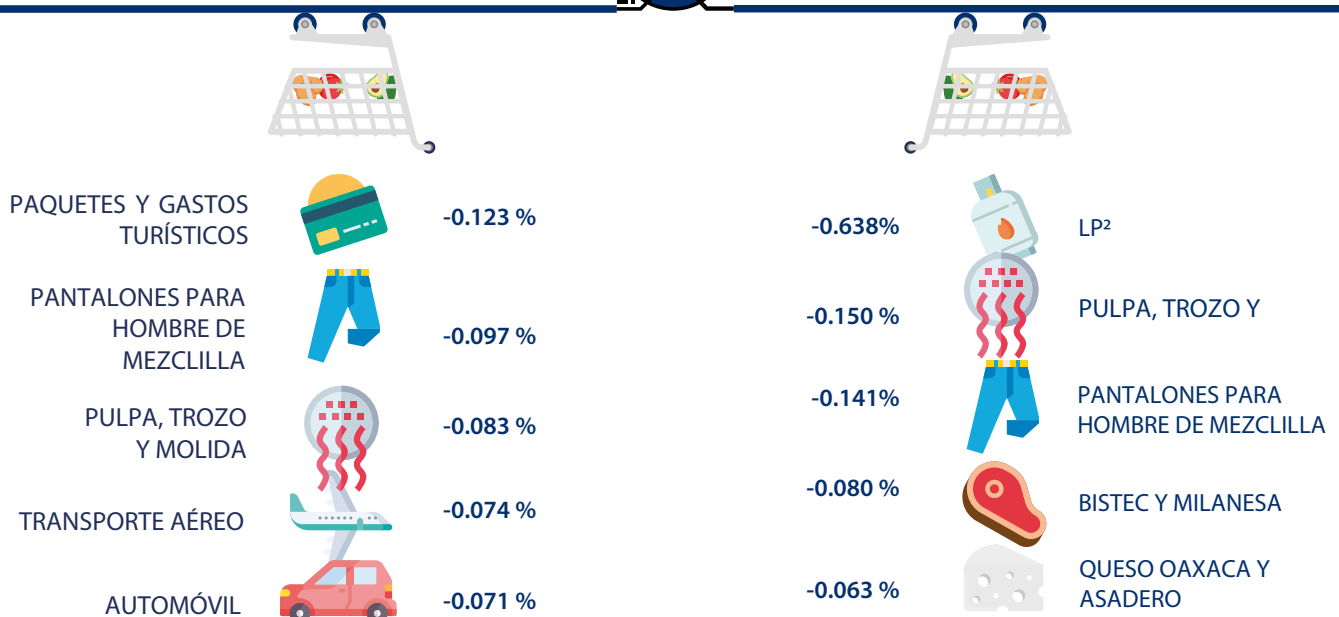 PAQUETES Y GASTOS
TURÍSTICOS
-0.123 %
PANTALONES PARA
HOMBRE DE
MEZCLILLA
-0.097 %
PULPA, TROZO
Y MOLIDA
-0.083 %
TRANSPORTE AÉREO
-0.074 %
AUTOMÓVIL
-0.071 %
-0.638%
LP²
-0.150 %
PULPA, TROZO Y
-0.141%
PANTALONES PARA
HOMBRE DE MEZCLILLA
-0.080 %
BISTEC Y MILANESA
-0.063 %
QUESO OAXACA Y
ASADERO